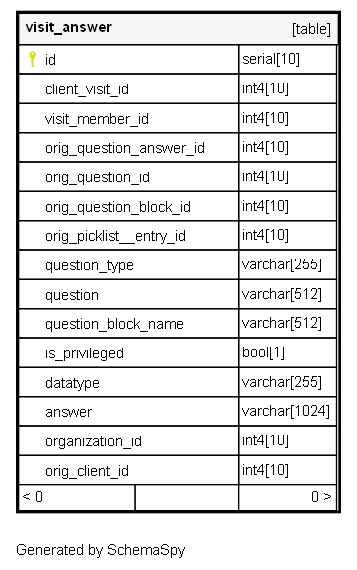 visit_answer [table]
id serial[10]
client_visit_id int4[10]
visit_member_id int4[10]
orig_question_answer_id int4[10]
orig_question_id int4[10]
orig_question_block_id int4[10]
orig_picklist__entry_id int4[10]
question_type varchar[255]
question varchar[512]
question_block_name varchar[512]
is_privileged bool[1]
datatype varchar[255]
answer varchar[1024]
organization_id int4[10]
orig_client_id int4[10]
< 0 0 >
Generated by SchemaSpy